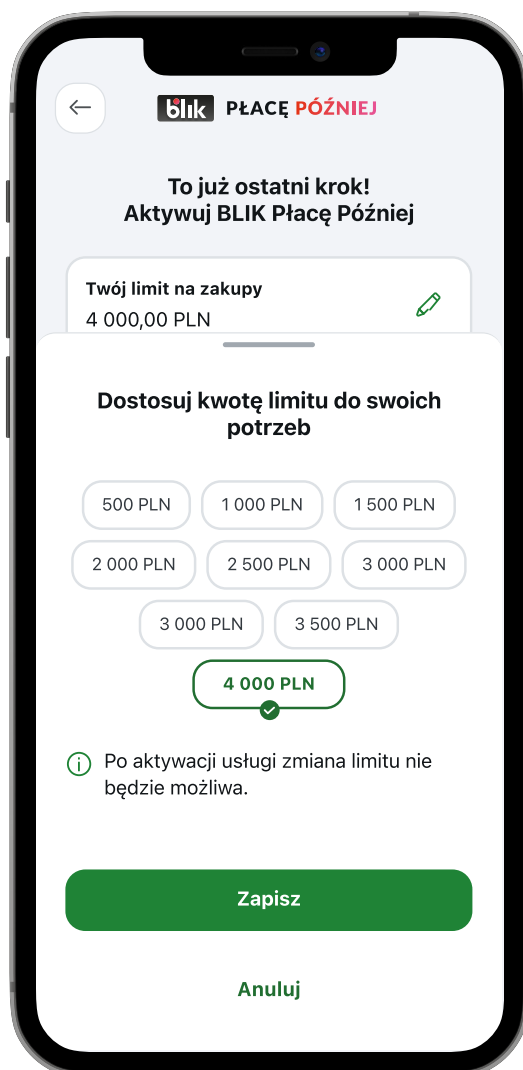 blik PŁACĘ PÓŹNIEJ
To już ostatni krok!
Aktywuj BLIK Płacę Później
Twój limit na zakupy
4 000,00 PLN
Dostosuj kwotę limitu do swoich
potrzeb
500 PLN 1 000 PLN 1 500 PLN
2 000 PLN 2 500 PLN 3 000 PLN
3 000 PLN 3 500 PLN
4 000 PLN
Po aktywacji usługi zmiana limitu nie
będzie możliwa.
Zapisz
Anuluj